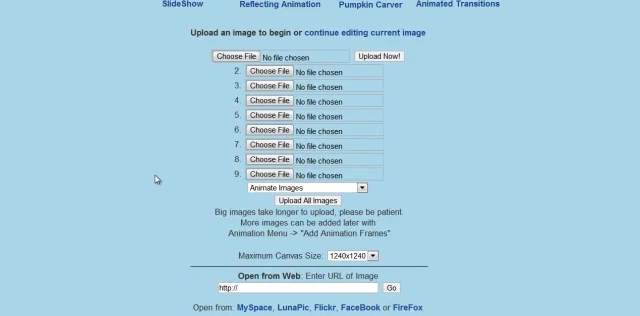 SlideShow Reflecting Animation Pumpkin Carver Animated Transitions
Upload an image to begin or continue editing current image
Choose File No file chosen Upload Now!
2. Choose File No file chosen
3. Choose File No file chosen
4. Choose File No file chosen
5. Choose File No file chosen
6. Choose File No file chosen
7. Choose File No file chosen
8. Choose File No file chosen
9. Choose File No file chosen
Animate Images
Upload All Images
Big images take longer to upload, please be patient
More images can be added later with
Animation Menu -> "Add Animation Frames"
Maximum Canvas Size: 1240x1240
Open from Web: Enter URL of Image
http:// Go
Open from: MySpace, LunaPic, Flickr, FaceBook or FireFox